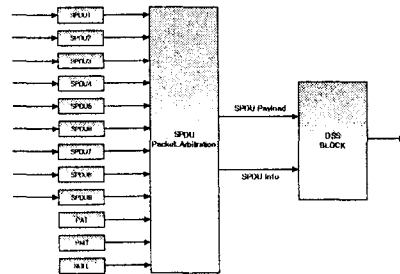 SPDU1
SPDU2
SPDU3
SPDU4
SPDU5
SPDU6
SPDU7
SPDU8
SPDU9
PAT
PMT
NULL
SPDU
Packet Arbitration
SPDU Payload
SPDU Info
DSS
BLOCK